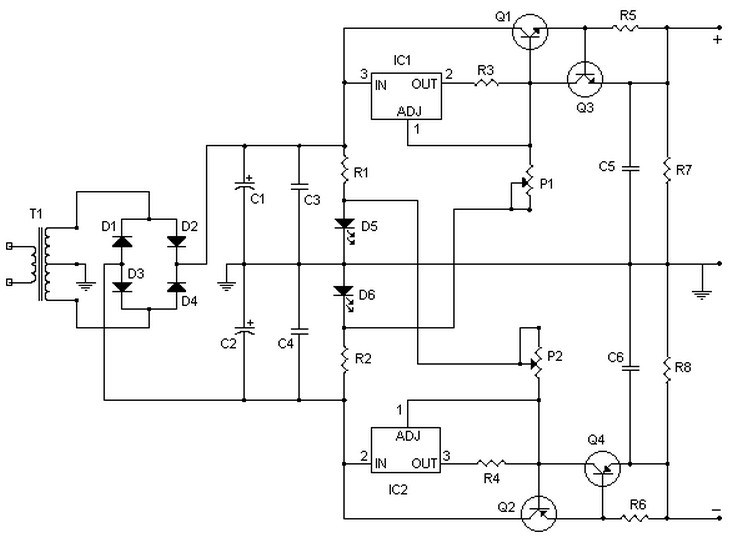 Q1
R5
+
IC1
3
IN
OUT
2
R3
ADJ
1
Q3
R1
C1
+
C3
P1
C5
R7
T1
D1
D2
D5
D3
D4
D6
C2
+
C4
R2
P2
C6
R8
1
ADJ
2
IN
OUT
3
R4
IC2
Q4
Q2
R6
–